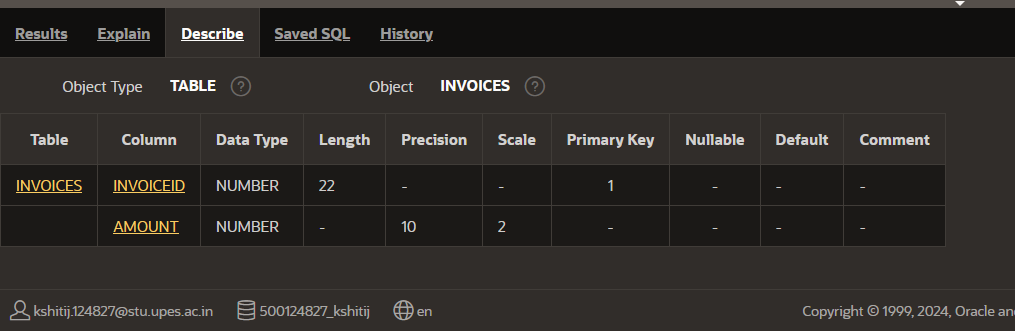 Results Explain Describe Saved SQL History
Object Type TABLE ? Object INVOICES ?
Table Column Data Type Length Precision Scale Primary Key Nullable Default Comment
INVOICES INVOICEID NUMBER 22 - - 1 - - -
AMOUNT NUMBER - 10 2 - - - -
kshitij.124827@stu.upes.ac.in 500124827_kshitij en Copyright © 1999, 2024, Oracle an